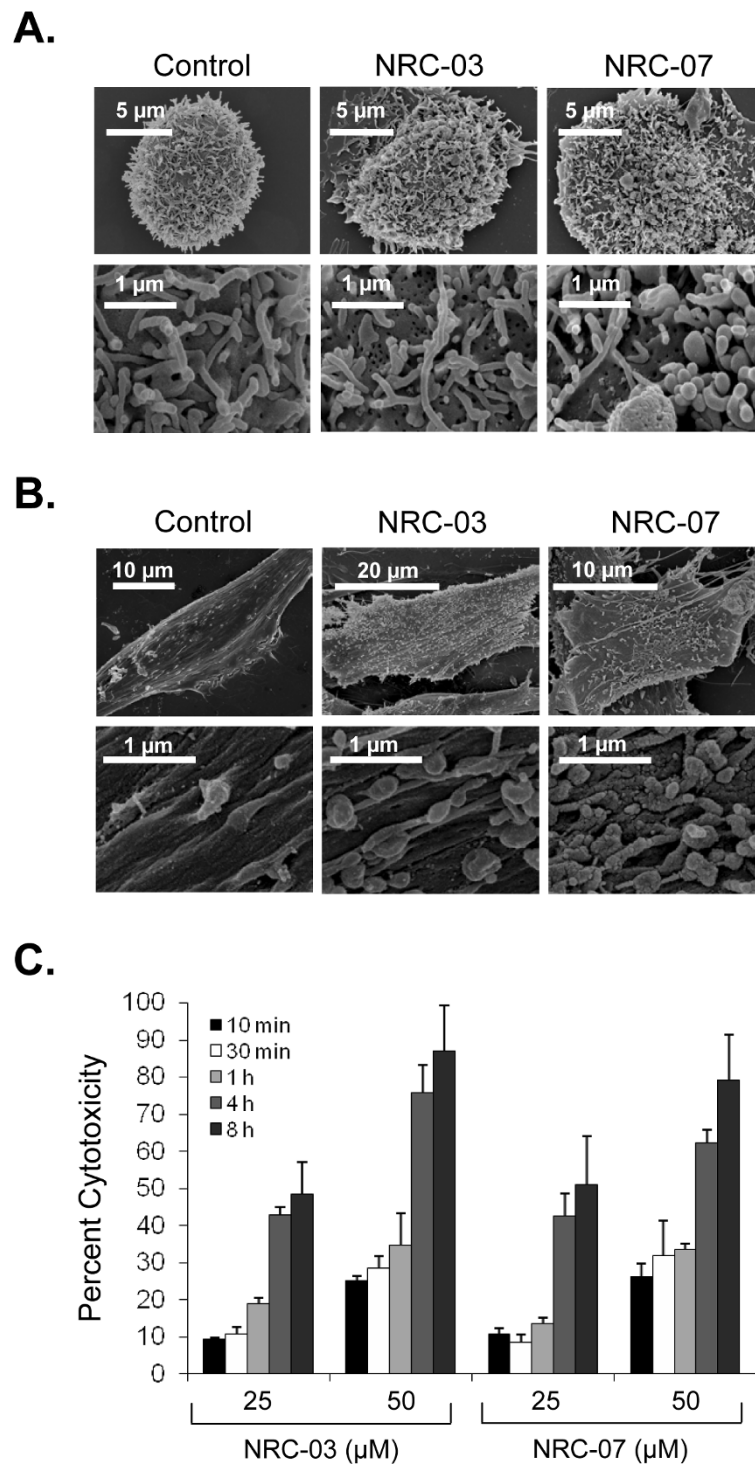 A.
Control NRC-03 NRC-07
5 µm 5 µm 5 µm
1 µm 1 µm 1 µm
B.
Control NRC-03 NRC-07
10 µm 20 µm 10 µm
1 µm 1 µm 1 µm
C.
Percent Cytotoxicity
100
90
80
70
60
50
40
30
20
10
0
10 min
30 min
1 h
4 h
8 h
25 50 25 50
NRC-03 (µM) NRC-07 (µM)